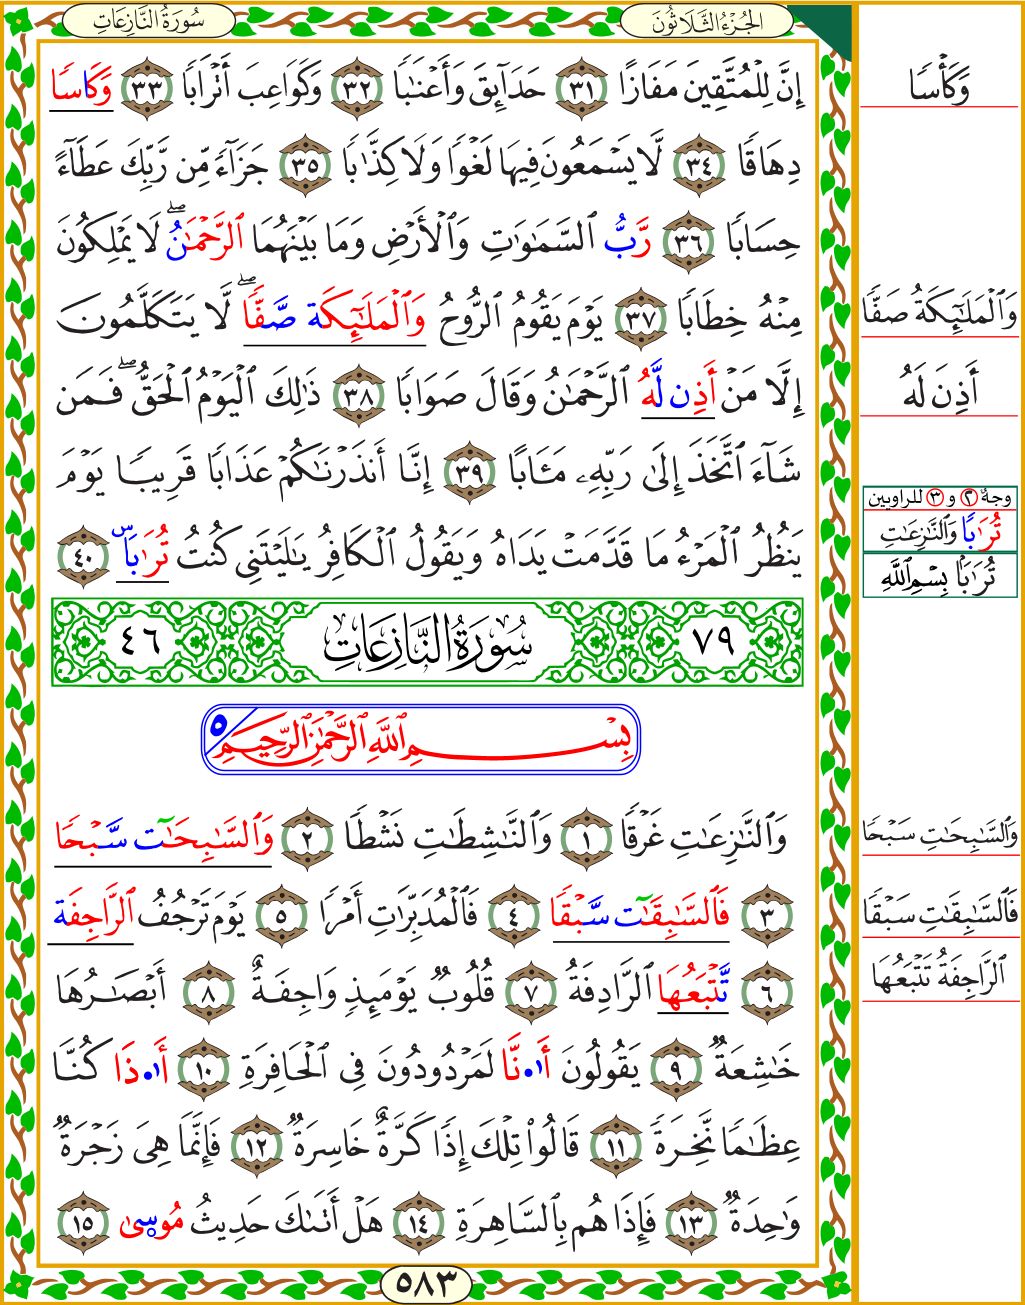 سُورَةُ النَّازِعَاتِ
الجُزْءُ الثَّلَاثُونَ
إِنَّ لِلْمُتَّقِينَ مَفَازًا ٣١ حَدَآئِقَ وَأَعْنَٰبًا ٣٢ وَكَوَاعِبَ أَتْرَابًا ٣٣ وَكَاسًا
وَكَأْسًا
دِهَاقًا ٣٤ لَّا يَسْمَعُونَ فِيهَا لَغْوًا وَلَا كِذَّٰبًا ٣٥ جَزَآءً مِّن رَّبِّكَ عَطَآءً
حِسَابًا ٣٦ رَّبُّ ٱلسَّمَٰوَٰتِ وَٱلْأَرْضِ وَمَا بَيْنَهُمَا ٱلرَّحْمَٰنُ ۖ لَا يَمْلِكُونَ
مِنْهُ خِطَابًا ٣٧ يَوْمَ يَقُومُ ٱلرُّوحُ وَٱلْمَلَٰٓئِكَة صَّفًّا ۖ لَّا يَتَكَلَّمُونَ
وَٱلْمَلَٰٓئِكَةُ صَفًّا
إِلَّا مَنْ أَذِن لَّهُ ٱلرَّحْمَٰنُ وَقَالَ صَوَابًا ٣٨ ذَٰلِكَ ٱلْيَوْمُ ٱلْحَقُّ ۖ فَمَن
أَذِنَ لَهُ
شَآءَ ٱتَّخَذَ إِلَىٰ رَبِّهِۦ مَـَٔابًا ٣٩ إِنَّآ أَنذَرْنَٰكُمْ عَذَابًا قَرِيبًا يَوْمَ
وجهٌ ٢ و ٣ للراويين
تُرَٰبًا وَٱلنَّٰزِعَٰتِ
يَنظُرُ ٱلْمَرْءُ مَا قَدَّمَتْ يَدَاهُ وَيَقُولُ ٱلْكَافِرُ يَٰلَيْتَنِي كُنتُ تُرَٰبًا س ٤٠
تُرَٰبًا بِسْمِ ٱللَّهِ
٧٩ سُورَةُ النَّازِعَاتِ ٤٦
بِسْمِ ٱللَّهِ ٱلرَّحْمَٰنِ ٱلرَّحِيمِ ٥
وَٱلنَّٰزِعَٰتِ غَرْقًا ١ وَٱلنَّٰشِطَٰتِ نَشْطًا ٢ وَٱلسَّٰبِحَٰٓت سَّبْحًا
وَٱلسَّٰبِحَٰتِ سَبْحًا
٣ فَٱلسَّٰبِقَٰٓت سَّبْقًا ٤ فَٱلْمُدَبِّرَٰتِ أَمْرًا ٥ يَوْمَ تَرْجُفُ ٱلرَّاجِفَة
فَٱلسَّٰبِقَٰتِ سَبْقًا
٦ تَّتْبَعُهَا ٱلرَّادِفَةُ ٧ قُلُوبٌ يَوْمَئِذٍ وَاجِفَةٌ ٨ أَبْصَٰرُهَا
ٱلرَّاجِفَةُ تَتْبَعُهَا
خَٰشِعَةٌ ٩ يَقُولُونَ أَا۟نَّا لَمَرْدُودُونَ فِي ٱلْحَافِرَةِ ١٠ أَا۟ذَا كُنَّا
عِظَٰمًا نَّخِرَةً ١١ قَالُوا۟ تِلْكَ إِذًا كَرَّةٌ خَاسِرَةٌ ١٢ فَإِنَّمَا هِيَ زَجْرَةٌ
وَٰحِدَةٌ ١٣ فَإِذَا هُم بِٱلسَّاهِرَةِ ١٤ هَلْ أَتَىٰكَ حَدِيثُ مُوسَىٰ ١٥
٥٨٣